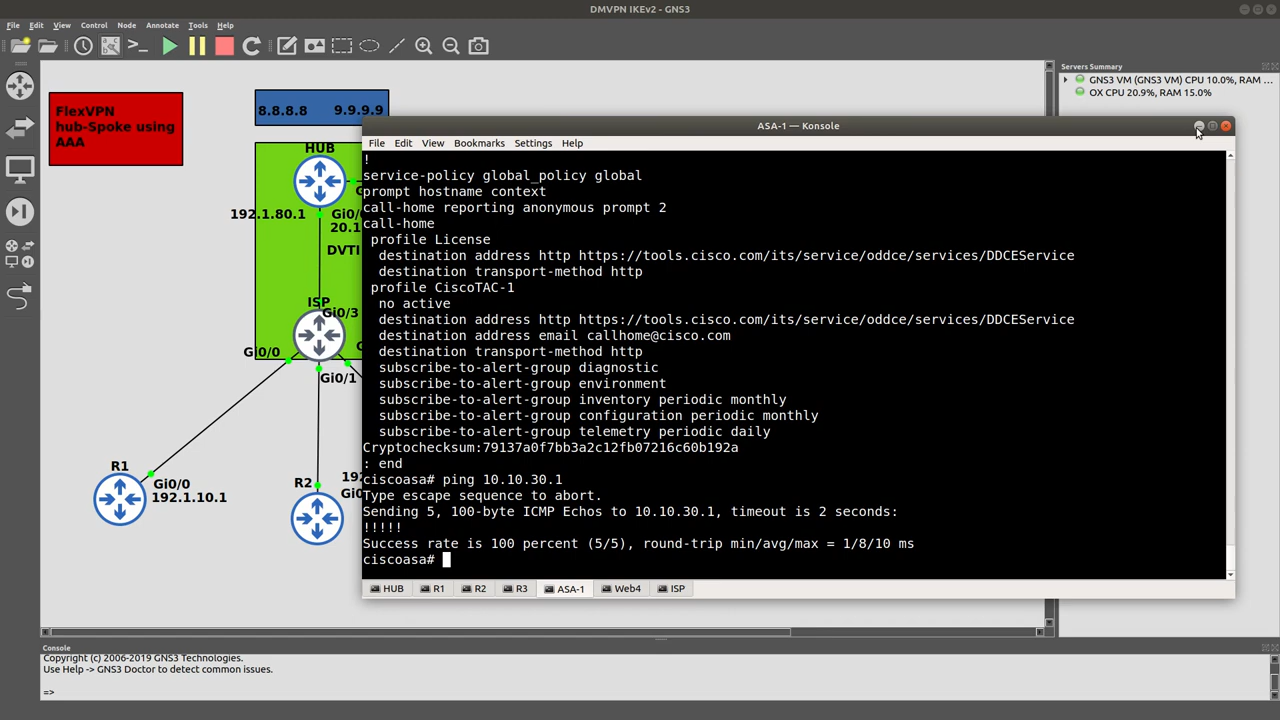 DMVPN IKEv2 - GNS3
File Edit View Control Node Annotate Tools Help
Servers Summary
GNS3 VM (GNS3 VM) CPU 10.0%, RAM ...
OX CPU 20.9%, RAM 15.0%
FlexVPN
hub-Spoke using
AAA
8.8.8.8 9.9.9.9
HUB
192.1.80.1
Gi0/
20.1
DVTI
ISP
Gi0/3
Gi0/0
Gi0/1
R1
Gi0/0
192.1.10.1
R2
192
Gi0
ASA-1 — Konsole
File Edit View Bookmarks Settings Help
!
service-policy global_policy global
prompt hostname context
call-home reporting anonymous prompt 2
call-home
profile License
destination address http https://tools.cisco.com/its/service/oddce/services/DDCEService
destination transport-method http
profile CiscoTAC-1
no active
destination address http https://tools.cisco.com/its/service/oddce/services/DDCEService
destination address email callhome@cisco.com
destination transport-method http
subscribe-to-alert-group diagnostic
subscribe-to-alert-group environment
subscribe-to-alert-group inventory periodic monthly
subscribe-to-alert-group configuration periodic monthly
subscribe-to-alert-group telemetry periodic daily
Cryptochecksum:79137a0f7bb3a2c12fb07216c60b192a
: end
ciscoasa# ping 10.10.30.1
Type escape sequence to abort.
Sending 5, 100-byte ICMP Echos to 10.10.30.1, timeout is 2 seconds:
!!!!!
Success rate is 100 percent (5/5), round-trip min/avg/max = 1/8/10 ms
ciscoasa#
HUB R1 R2 R3 ASA-1 Web4 ISP
Console
Copyright (c) 2006-2019 GNS3 Technologies.
Use Help -> GNS3 Doctor to detect common issues.
=>